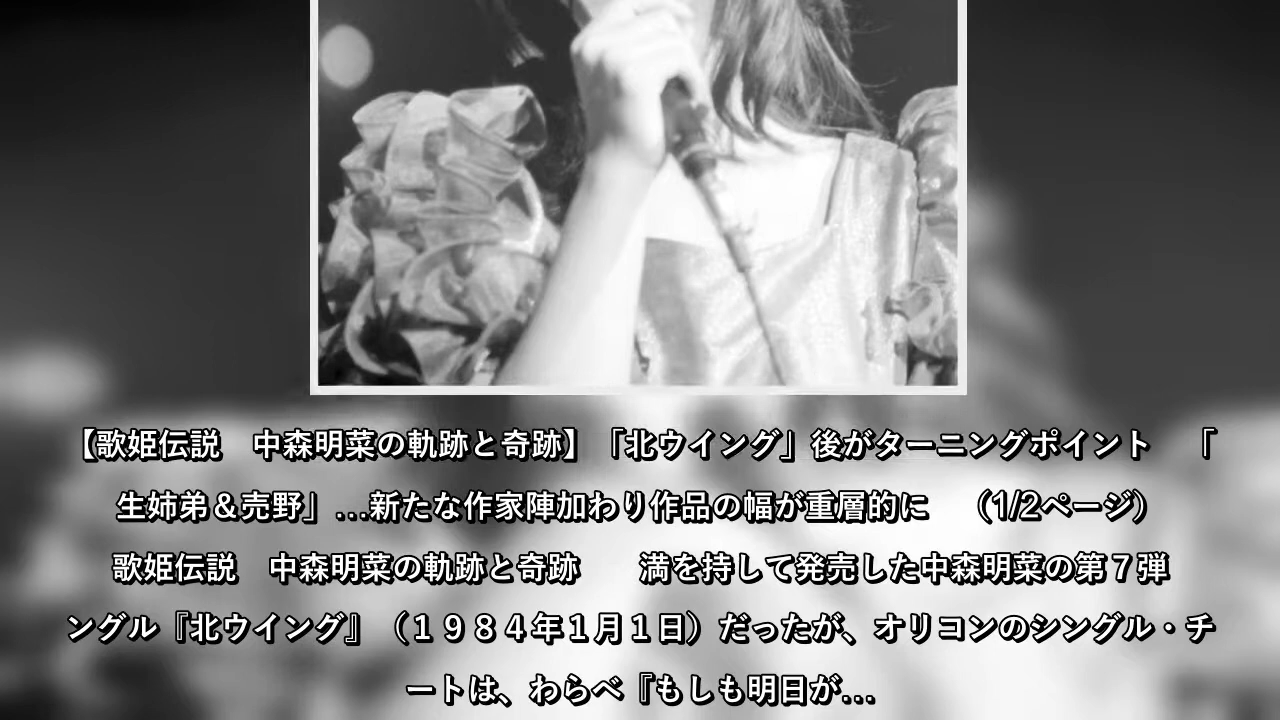 【歌姫伝説　中森明菜の軌跡と奇跡】「北ウイング」後がターニングポイント　「
生姉弟＆売野」…新たな作家陣加わり作品の幅が重層的に　（1/2ページ）
歌姫伝説　中森明菜の軌跡と奇跡　　満を持して発売した中森明菜の第７弾
ングル『北ウイング』（１９８４年１月１日）だったが、オリコンのシングル・チ
ートは、わらべ『もしも明日が…